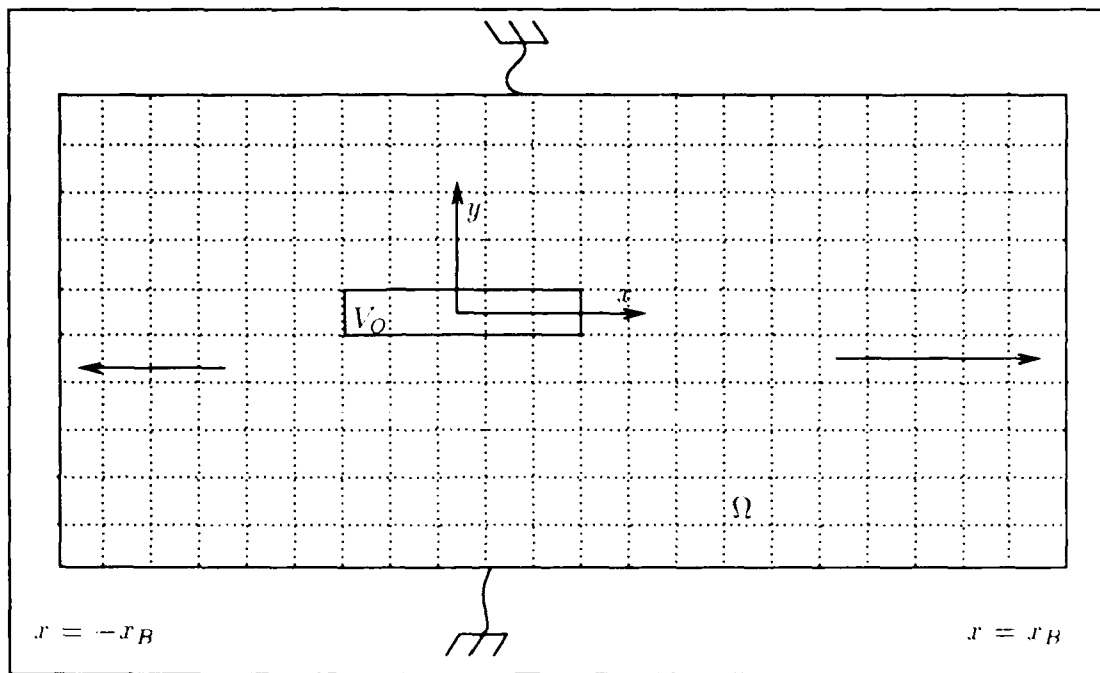 y
x
V_O
Ω
x = -x_B
x = x_B